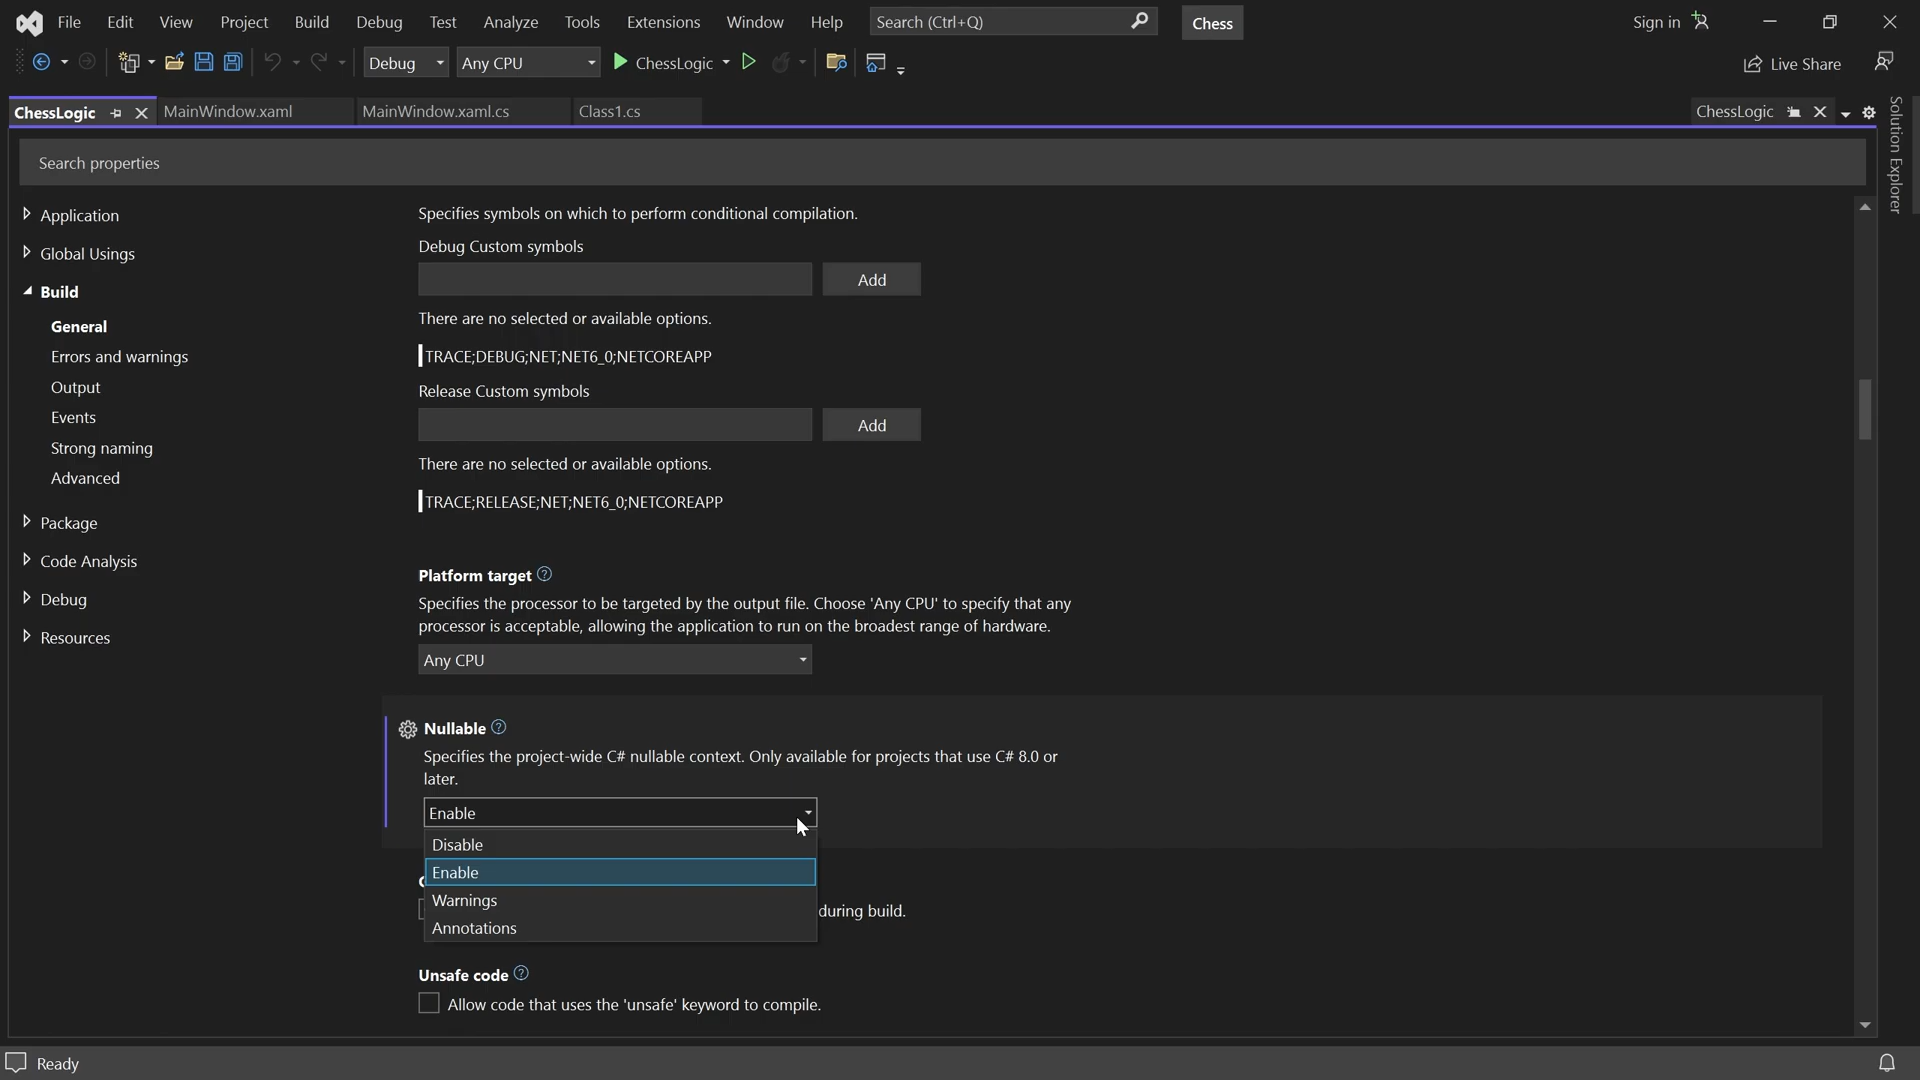 File Edit View Project Build Debug Test Analyze Tools Extensions Window Help Search (Ctrl+Q) Chess Sign in
Debug Any CPU ChessLogic Live Share
ChessLogic MainWindow.xaml MainWindow.xaml.cs Class1.cs ChessLogic
Solution Explorer
Search properties
Application
Global Usings
Build
General
Errors and warnings
Output
Events
Strong naming
Advanced
Package
Code Analysis
Debug
Resources
Specifies symbols on which to perform conditional compilation.
Debug Custom symbols
Add
There are no selected or available options.
TRACE;DEBUG;NET;NET6_0;NETCOREAPP
Release Custom symbols
Add
There are no selected or available options.
TRACE;RELEASE;NET;NET6_0;NETCOREAPP
Platform target
Specifies the processor to be targeted by the output file. Choose 'Any CPU' to specify that any
processor is acceptable, allowing the application to run on the broadest range of hardware.
Any CPU
Nullable
Specifies the project-wide C# nullable context. Only available for projects that use C# 8.0 or
later.
Enable
Disable
Enable
Warnings
Annotations
during build.
Unsafe code
Allow code that uses the 'unsafe' keyword to compile.
Ready